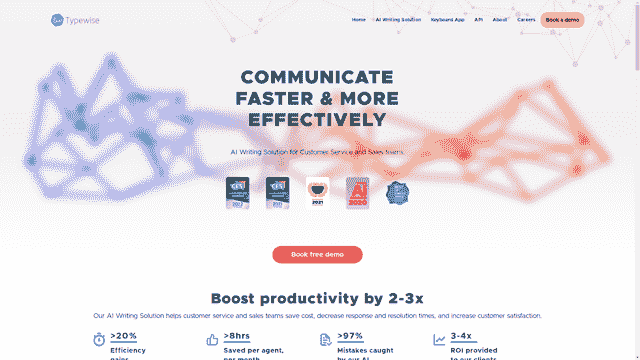 Typewise
Home AI Writing Solution Keyboard App API About Careers Book a demo
COMMUNICATE
FASTER & MORE
EFFECTIVELY
AI Writing Solution for Customer Service and Sales teams.
2021
AI
2020
Book free demo
Boost productivity by 2-3x
Our AI Writing Solution helps customer service and sales teams save cost, decrease response and resolution times, and increase customer satisfaction.
>20% >8hrs >97% 3-4x
Efficiency Saved per agent, Mistakes caught ROI provided
gains per month by our AI to our clients